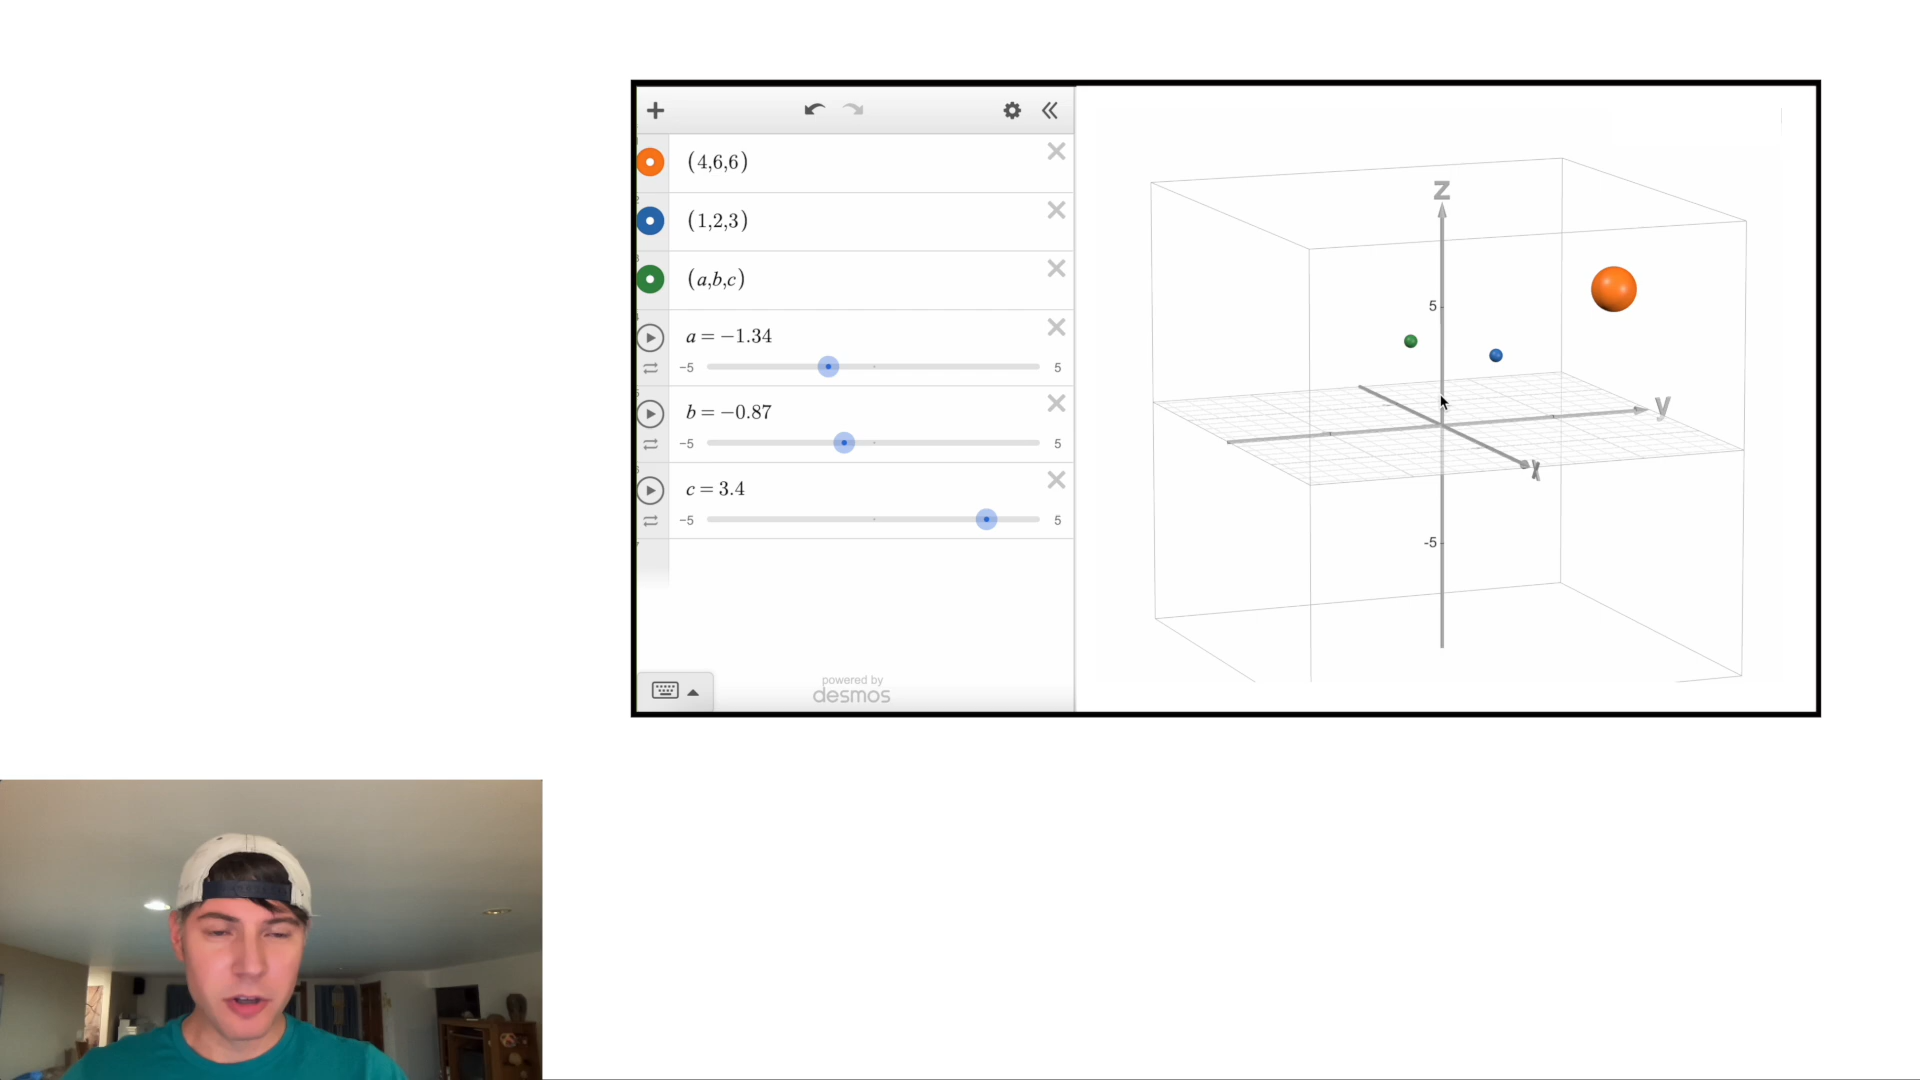 (4,6,6)
(1,2,3)
(a,b,c)
a = −1.34
-5 5
b = −0.87
-5 5
c = 3.4
-5 5
powered by
desmos
z
5
y
x
-5